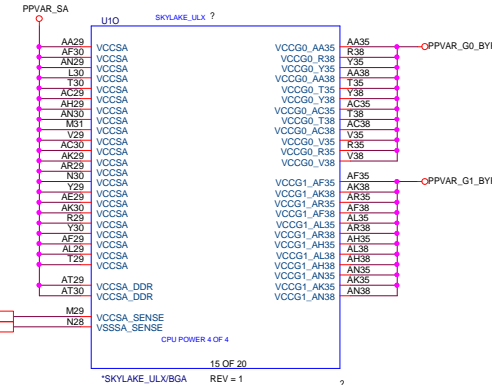 PPVAR_SA
U1O SKYLAKE_ULX ?
AA29 VCCSA VCCG0_AA35 AA35 PPVAR_G0_BY
AF30 VCCSA VCCG0_R38 R38
AN29 VCCSA VCCG0_Y35 Y35
L30 VCCSA VCCG0_AA38 AA38
T30 VCCSA VCCG0_T35 T35
AC29 VCCSA VCCG0_Y38 Y38
AH29 VCCSA VCCG0_AC35 AC35
AN30 VCCSA VCCG0_T38 T38
M31 VCCSA VCCG0_AC38 AC38
V29 VCCSA VCCG0_V35 V35
AC30 VCCSA VCCG0_R35 R35
AK29 VCCSA VCCG0_V38 V38
AR29 VCCSA
N30 VCCSA VCCG1_AF35 AF35 PPVAR_G1_BY
Y29 VCCSA VCCG1_AK38 AK38
AE29 VCCSA VCCG1_AR35 AR35
AK30 VCCSA VCCG1_AF38 AF38
R29 VCCSA VCCG1_AL35 AL35
Y30 VCCSA VCCG1_AR38 AR38
AF29 VCCSA VCCG1_AH35 AH35
AL29 VCCSA VCCG1_AL38 AL38
T29 VCCSA VCCG1_AH38 AH38
VCCG1_AN35 AN35
AT29 VCCSA_DDR VCCG1_AK35 AK35
AT30 VCCSA_DDR VCCG1_AN38 AN38
M29 VCCSA_SENSE
N28 VSSSA_SENSE
CPU POWER 4 OF 4
15 OF 20
*SKYLAKE_ULX/BGA REV = 1 ?